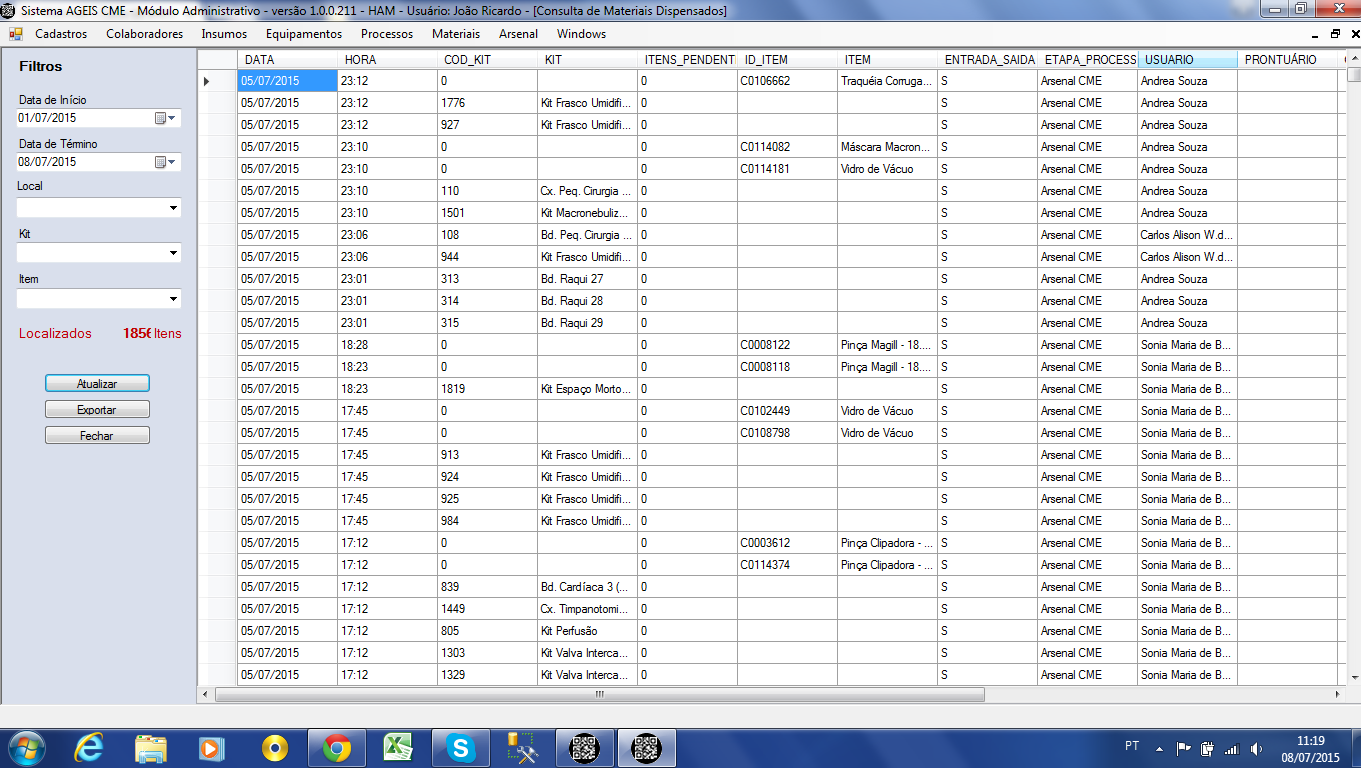 Sistema AGEIS CME - Módulo Administrativo - versão 1.0.0.211 - HAM - Usuário: João Ricardo - [Consulta de Materiais Dispensados]
Cadastros Colaboradores Insumos Equipamentos Processos Materiais Arsenal Windows
Filtros
Data de Início
01/07/2015
Data de Término
08/07/2015
Local
Kit
Item
Localizados 1856 Itens
Atualizar
Exportar
Fechar
DATA HORA COD_KIT KIT ITENS_PENDENT ID_ITEM ITEM ENTRADA_SAIDA ETAPA_PROCESS USUARIO PRONTUÁRIO
05/07/2015 23:12 0 0 C0106662 Traquéia Corruga... S Arsenal CME Andrea Souza
05/07/2015 23:12 1776 Kit Frasco Umidifi... 0 S Arsenal CME Andrea Souza
05/07/2015 23:12 927 Kit Frasco Umidifi... 0 S Arsenal CME Andrea Souza
05/07/2015 23:10 0 0 C0114082 Máscara Macron... S Arsenal CME Andrea Souza
05/07/2015 23:10 0 0 C0114181 Vidro de Vácuo S Arsenal CME Andrea Souza
05/07/2015 23:10 110 Cx. Peq. Cirurgia ... 0 S Arsenal CME Andrea Souza
05/07/2015 23:10 1501 Kit Macronebuliz... 0 S Arsenal CME Andrea Souza
05/07/2015 23:06 108 Bd. Peq. Cirurgia ... 0 S Arsenal CME Carlos Alison W.d...
05/07/2015 23:06 944 Kit Frasco Umidifi... 0 S Arsenal CME Carlos Alison W.d...
05/07/2015 23:01 313 Bd. Raqui 27 0 S Arsenal CME Andrea Souza
05/07/2015 23:01 314 Bd. Raqui 28 0 S Arsenal CME Andrea Souza
05/07/2015 23:01 315 Bd. Raqui 29 0 S Arsenal CME Andrea Souza
05/07/2015 18:28 0 0 C0008122 Pinça Magill - 18.... S Arsenal CME Sonia Maria de B...
05/07/2015 18:23 0 0 C0008118 Pinça Magill - 18.... S Arsenal CME Sonia Maria de B...
05/07/2015 18:23 1819 Kit Espaço Morto... 0 S Arsenal CME Sonia Maria de B...
05/07/2015 17:45 0 0 C0102449 Vidro de Vácuo S Arsenal CME Sonia Maria de B...
05/07/2015 17:45 0 0 C0108798 Vidro de Vácuo S Arsenal CME Sonia Maria de B...
05/07/2015 17:45 913 Kit Frasco Umidifi... 0 S Arsenal CME Sonia Maria de B...
05/07/2015 17:45 924 Kit Frasco Umidifi... 0 S Arsenal CME Sonia Maria de B...
05/07/2015 17:45 925 Kit Frasco Umidifi... 0 S Arsenal CME Sonia Maria de B...
05/07/2015 17:45 984 Kit Frasco Umidifi... 0 S Arsenal CME Sonia Maria de B...
05/07/2015 17:12 0 0 C0003612 Pinça Clipadora - ... S Arsenal CME Sonia Maria de B...
05/07/2015 17:12 0 0 C0114374 Pinça Clipadora - ... S Arsenal CME Sonia Maria de B...
05/07/2015 17:12 839 Bd. Cardíaca 3 (... 0 S Arsenal CME Sonia Maria de B...
05/07/2015 17:12 1449 Cx. Timpanotomi... 0 S Arsenal CME Sonia Maria de B...
05/07/2015 17:12 805 Kit Perfusão 0 S Arsenal CME Sonia Maria de B...
05/07/2015 17:12 1303 Kit Valva Interca... 0 S Arsenal CME Sonia Maria de B...
05/07/2015 17:12 1329 Kit Valva Interca... 0 S Arsenal CME Sonia Maria de B...
PT
11:19
08/07/2015